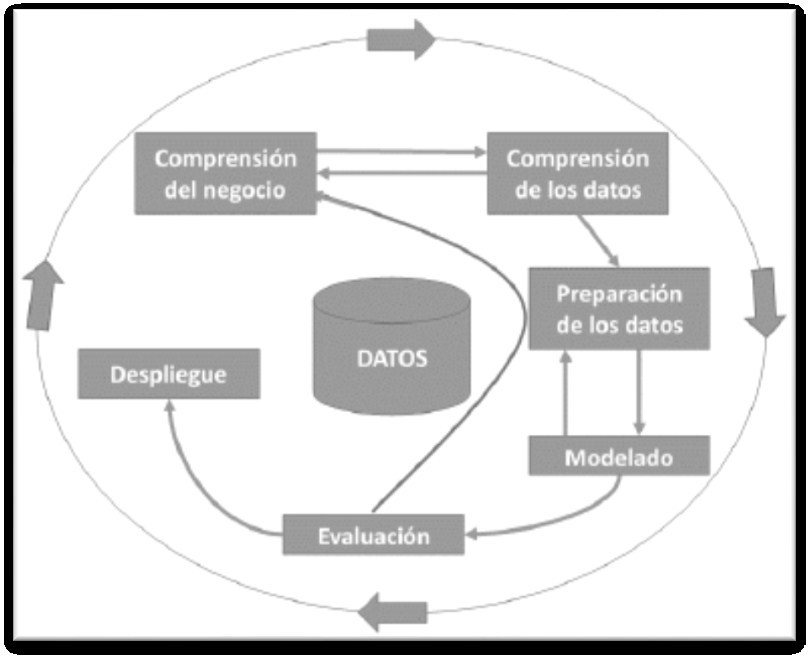 Comprensión
del negocio
Comprensión
de los datos
Preparación
de los datos
DATOS
Despliegue
Modelado
Evaluación